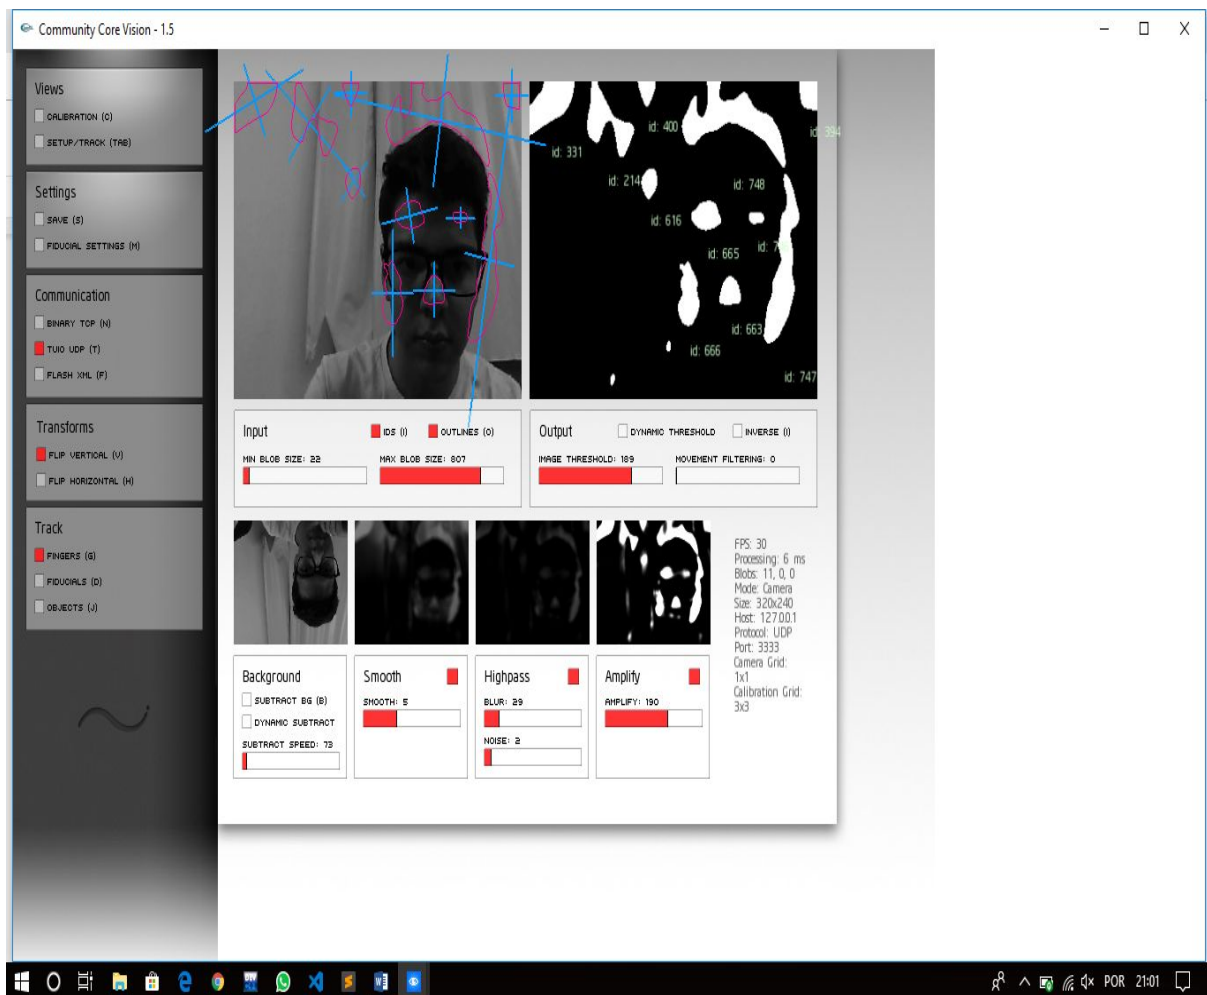 Community Core Vision - 1.5
Views
CALIBRATION (C)
SETUP/TRACK (TAB)
Settings
SAVE (S)
FIDUCIAL SETTINGS (M)
Communication
BINARY TCP (N)
TUIO UDP (T)
FLASH XML (F)
Transforms
FLIP VERTICAL (V)
FLIP HORIZONTAL (H)
Track
FINGERS (G)
FIDUCIALS (D)
OBJECTS (J)
id: 400
id: 394
id: 331
id: 214
id: 748
id: 616
id: 665
id:
id: 663
id: 666
id: 747
Input
IDS (I)
OUTLINES (O)
MIN BLOB SIZE: 22
MAX BLOB SIZE: 807
Output
DYNAMIC THRESHOLD
INVERSE (I)
IMAGE THRESHOLD: 189
MOVEMENT FILTERING: 0
FPS: 30
Processing: 6 ms
Blobs: 11, 0, 0
Mode: Camera
Size: 320x240
Host: 127.0.0.1
Protocol: UDP
Port: 3333
Camera Grid:
1x1
Calibration Grid:
3x3
Background
SUBTRACT BG (B)
DYNAMIC SUBTRACT
SUBTRACT SPEED: 73
Smooth
SMOOTH: 5
Highpass
BLUR: 29
NOISE: 2
Amplify
AMPLIFY: 190
POR
21:01